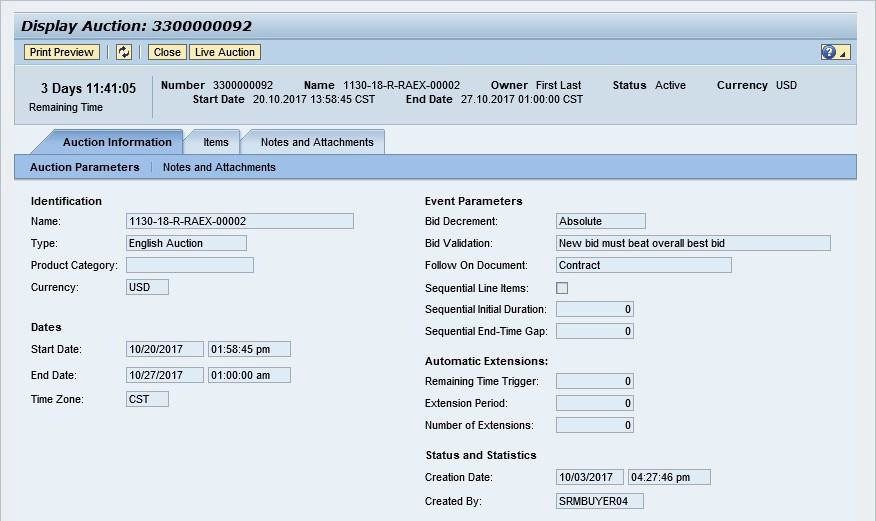 Display Auction: 3300000092
Print Preview Close Live Auction
3 Days 11:41:05
Remaining Time
Number 3300000092 Name 1130-18-R-RAEX-00002 Owner First Last Status Active Currency USD
Start Date 20.10.2017 13:58:45 CST End Date 27.10.2017 01:00:00 CST
Auction Information Items Notes and Attachments
Auction Parameters Notes and Attachments
Identification
Name: 1130-18-R-RAEX-00002
Type: English Auction
Product Category:
Currency: USD
Dates
Start Date: 10/20/2017 01:58:45 pm
End Date: 10/27/2017 01:00:00 am
Time Zone: CST
Event Parameters
Bid Decrement: Absolute
Bid Validation: New bid must beat overall best bid
Follow On Document: Contract
Sequential Line Items:
Sequential Initial Duration: 0
Sequential End-Time Gap: 0
Automatic Extensions:
Remaining Time Trigger: 0
Extension Period: 0
Number of Extensions: 0
Status and Statistics
Creation Date: 10/03/2017 04:27:46 pm
Created By: SRMBUYER04